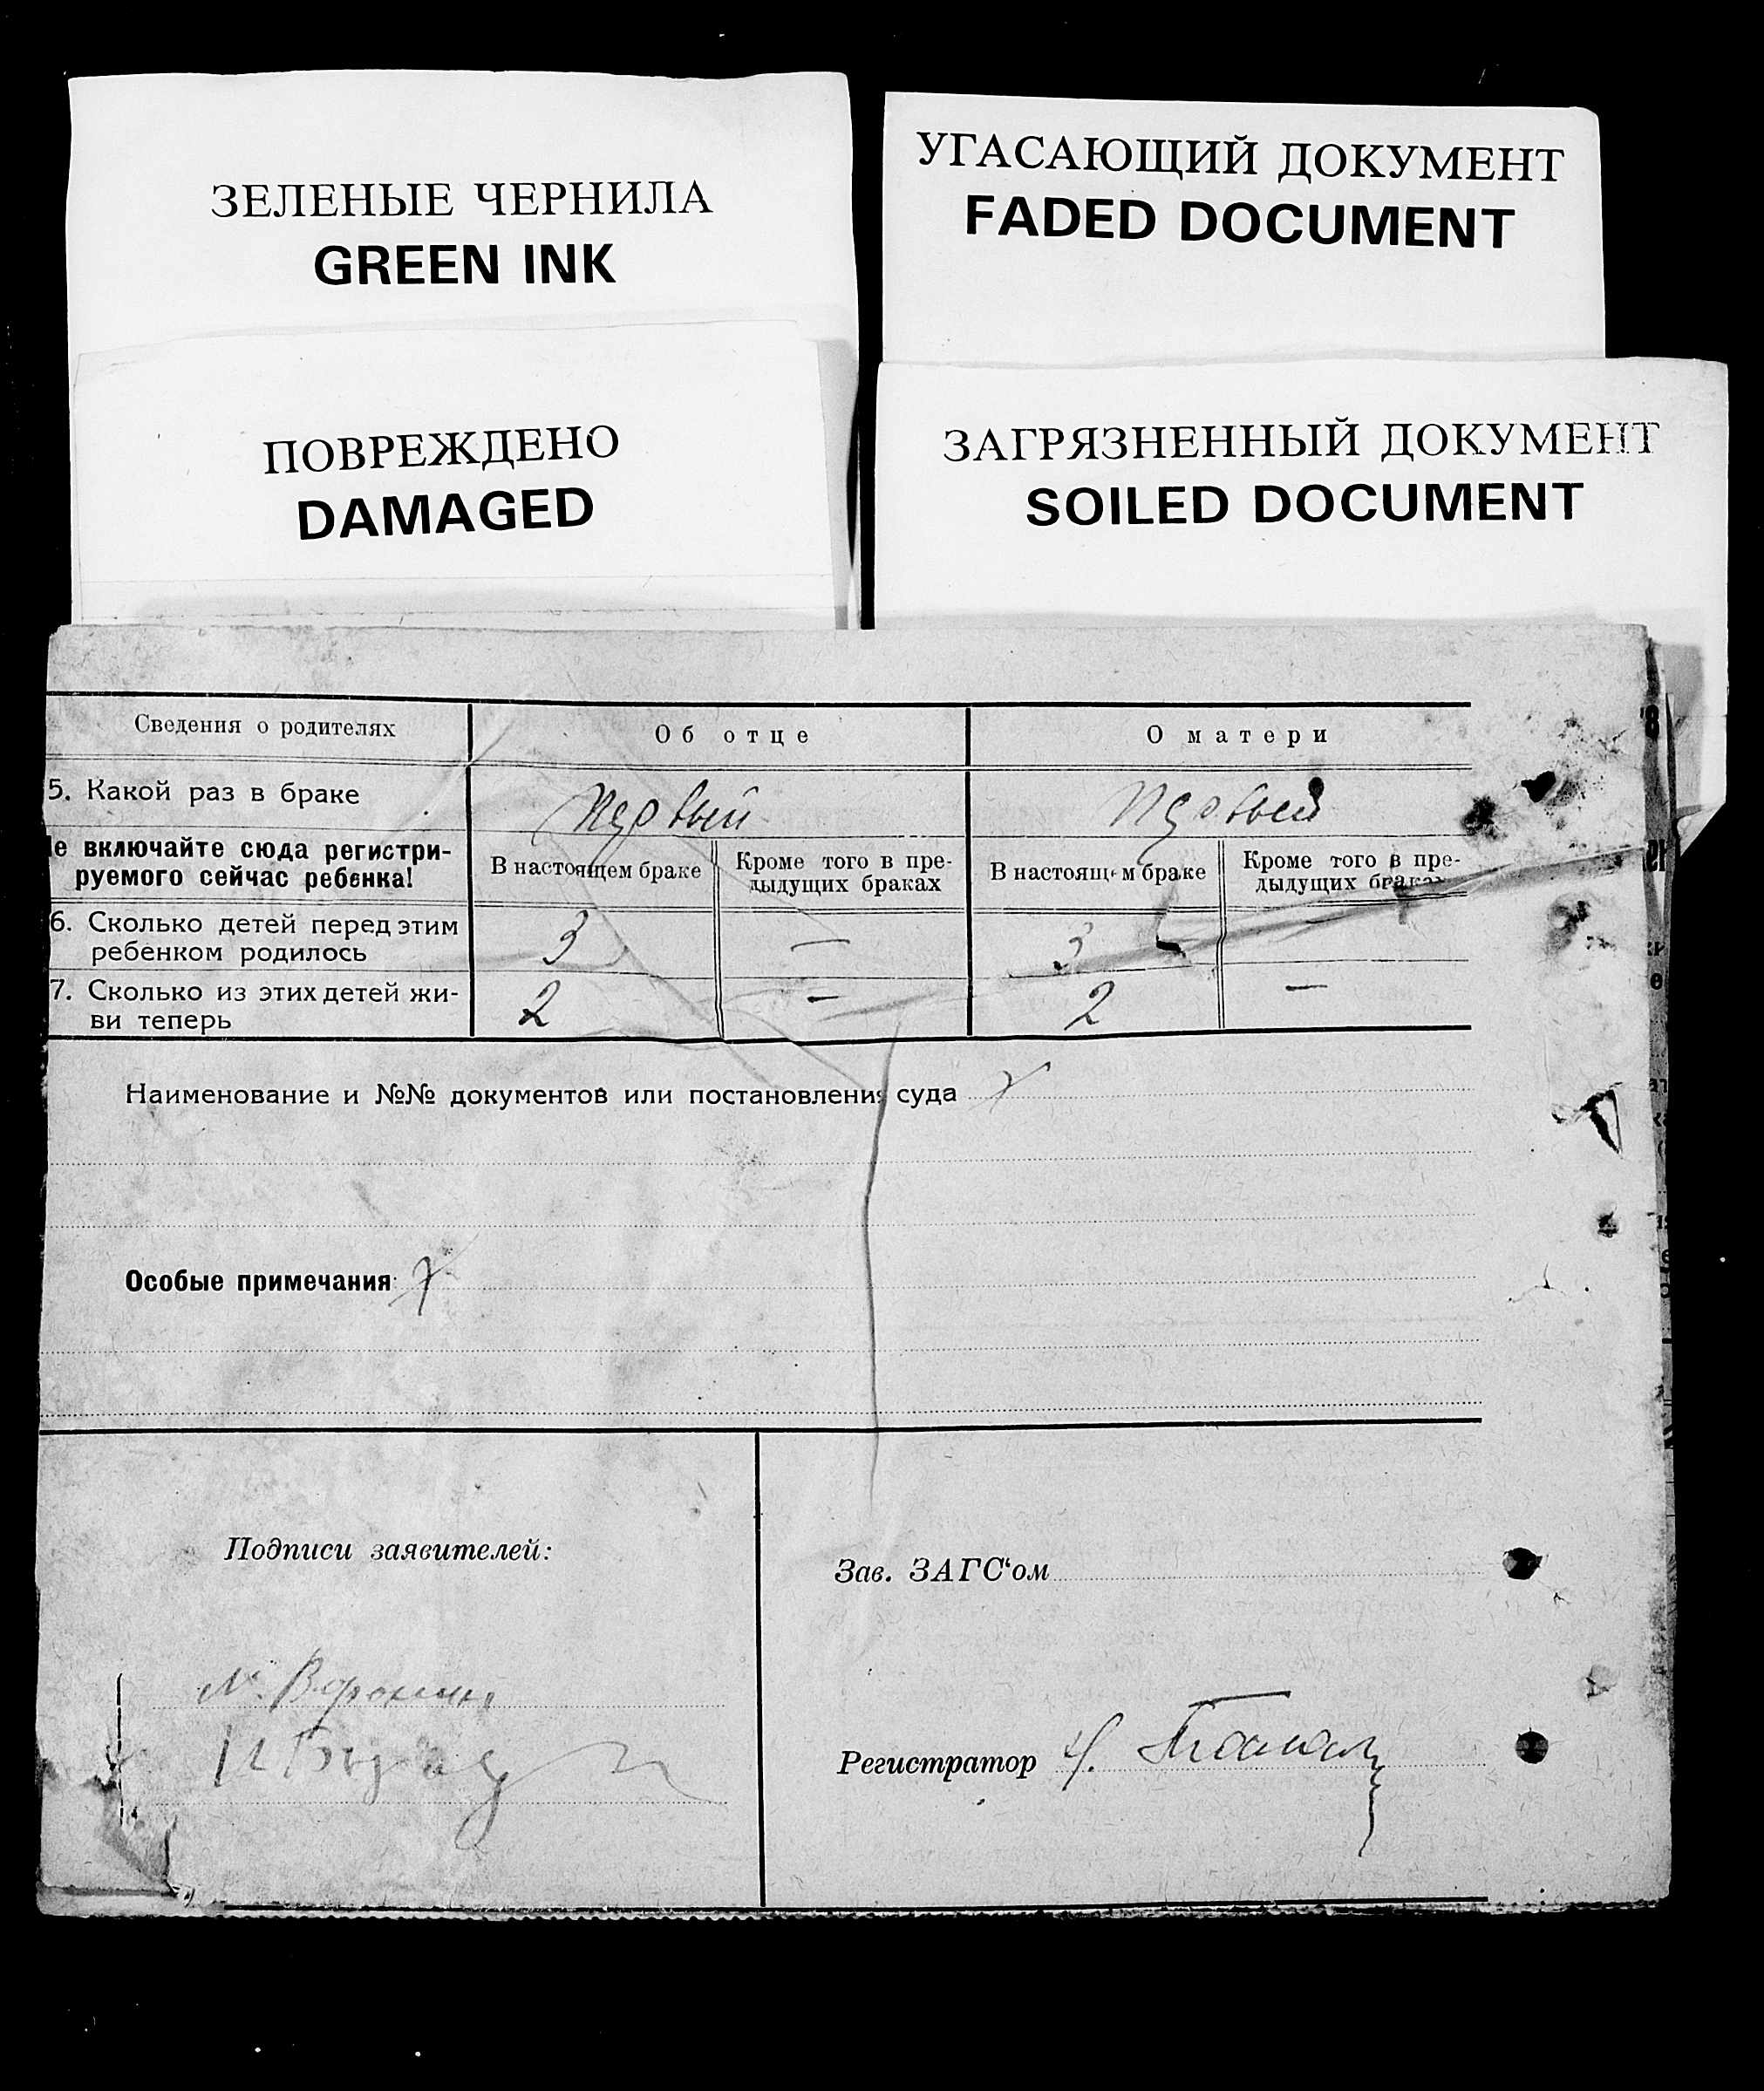 ЗЕЛЕНЫЕ ЧЕРНИЛА
GREEN INK
УГАСАЮЩИЙ ДОКУМЕНТ
FADED DOCUMENT
ПОВРЕЖДЕНО
DAMAGED
ЗАГРЯЗНЕННЫЙ ДОКУМЕНТ
SOILED DOCUMENT
Сведения о родителях Об отце О матери
5. Какой раз в браке Первый Первый
е включайте сюда регистри-
руемого сейчас ребенка!
В настоящем браке
Кроме того в пре-
дыдущих браках
В настоящем браке
Кроме того в пре-
дыдущих браках
6. Сколько детей перед этим
ребенком родилось
3 — 3 —
7. Сколько из этих детей жи-
ви теперь
2 — 2 —
Наименование и №№ документов или постановления суда
Особые примечания
Подписи заявителей:
Зав. ЗАГС'ом
Регистратор